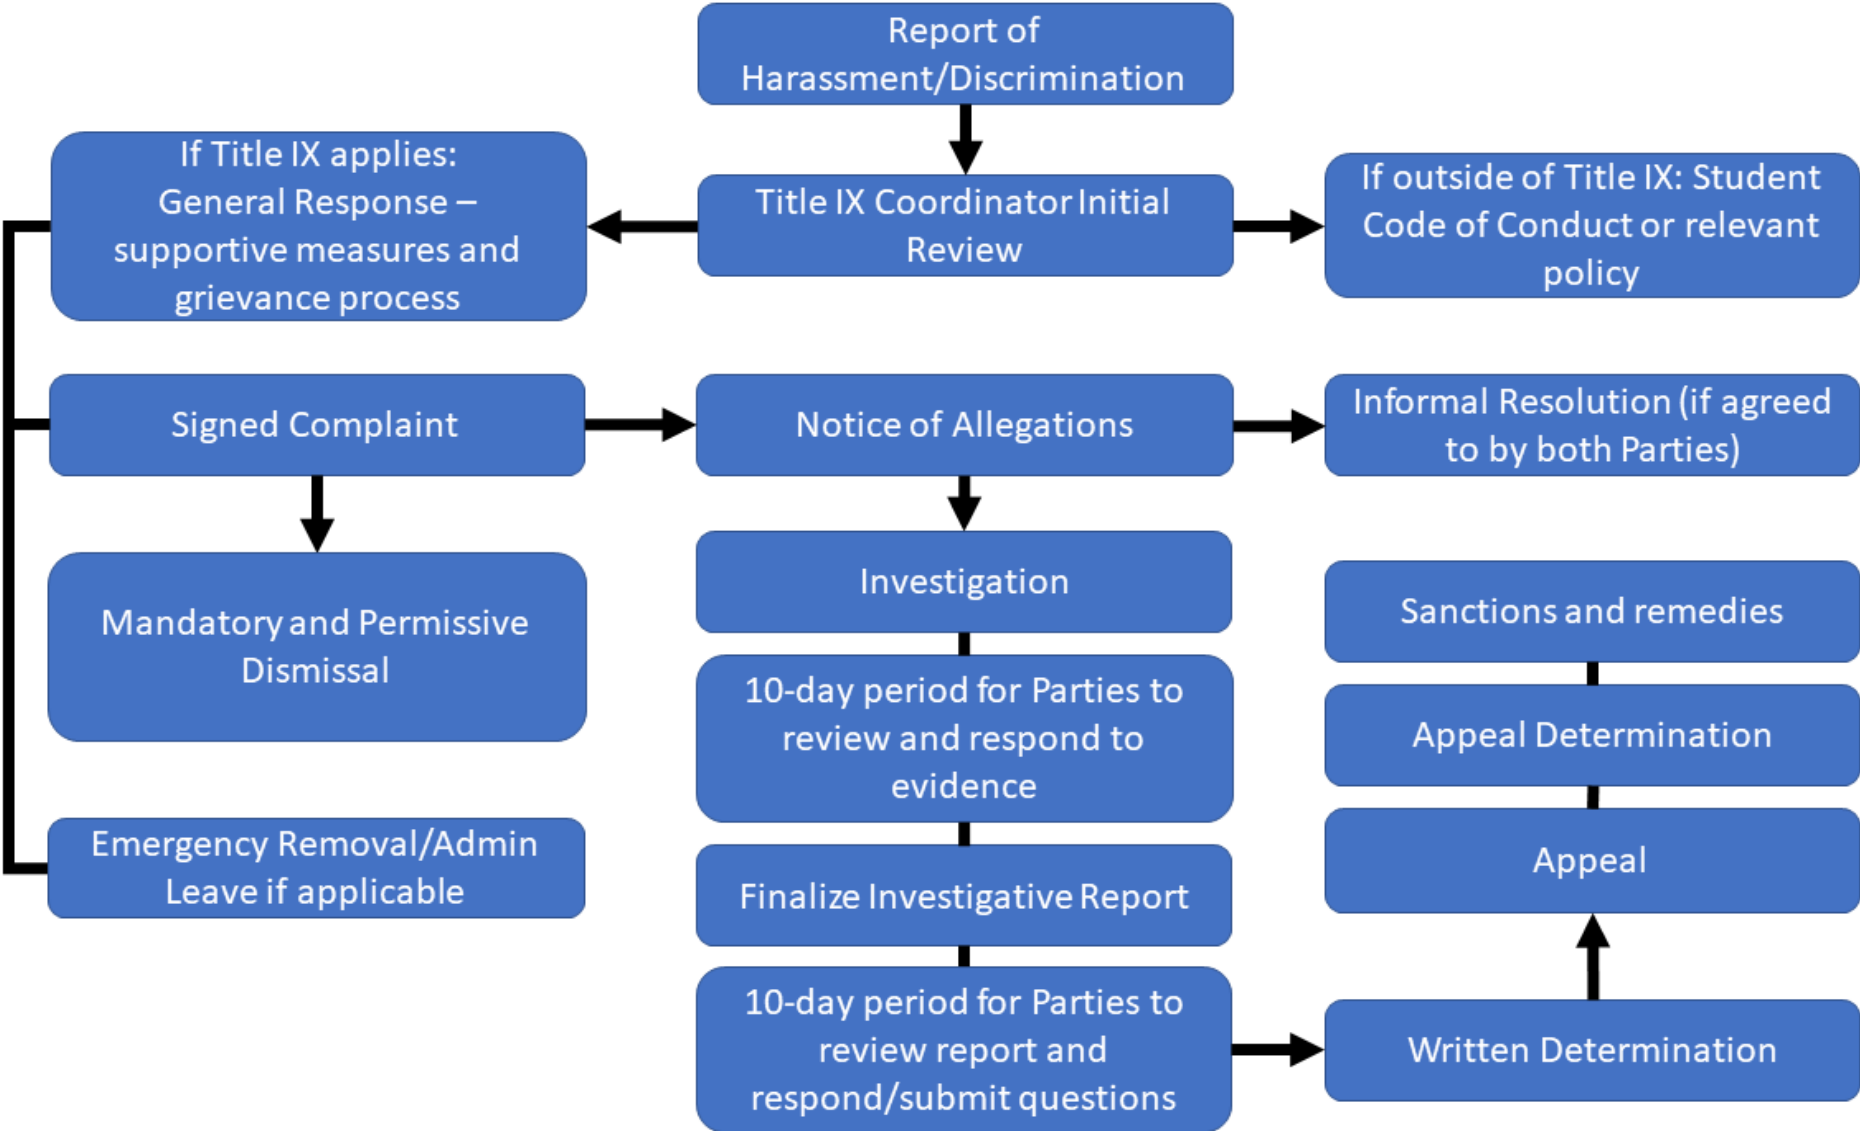 Report of
Harassment/Discrimination
If Title IX applies:
General Response –
supportive measures and
grievance process
Title IX Coordinator Initial
Review
If outside of Title IX: Student
Code of Conduct or relevant
policy
Signed Complaint
Notice of Allegations
Informal Resolution (if agreed
to by both Parties)
Mandatory and Permissive
Dismissal
Emergency Removal/Admin
Leave if applicable
Investigation
10-day period for Parties to
review and respond to
evidence
Finalize Investigative Report
10-day period for Parties to
review report and
respond/submit questions
Sanctions and remedies
Appeal Determination
Appeal
Written Determination